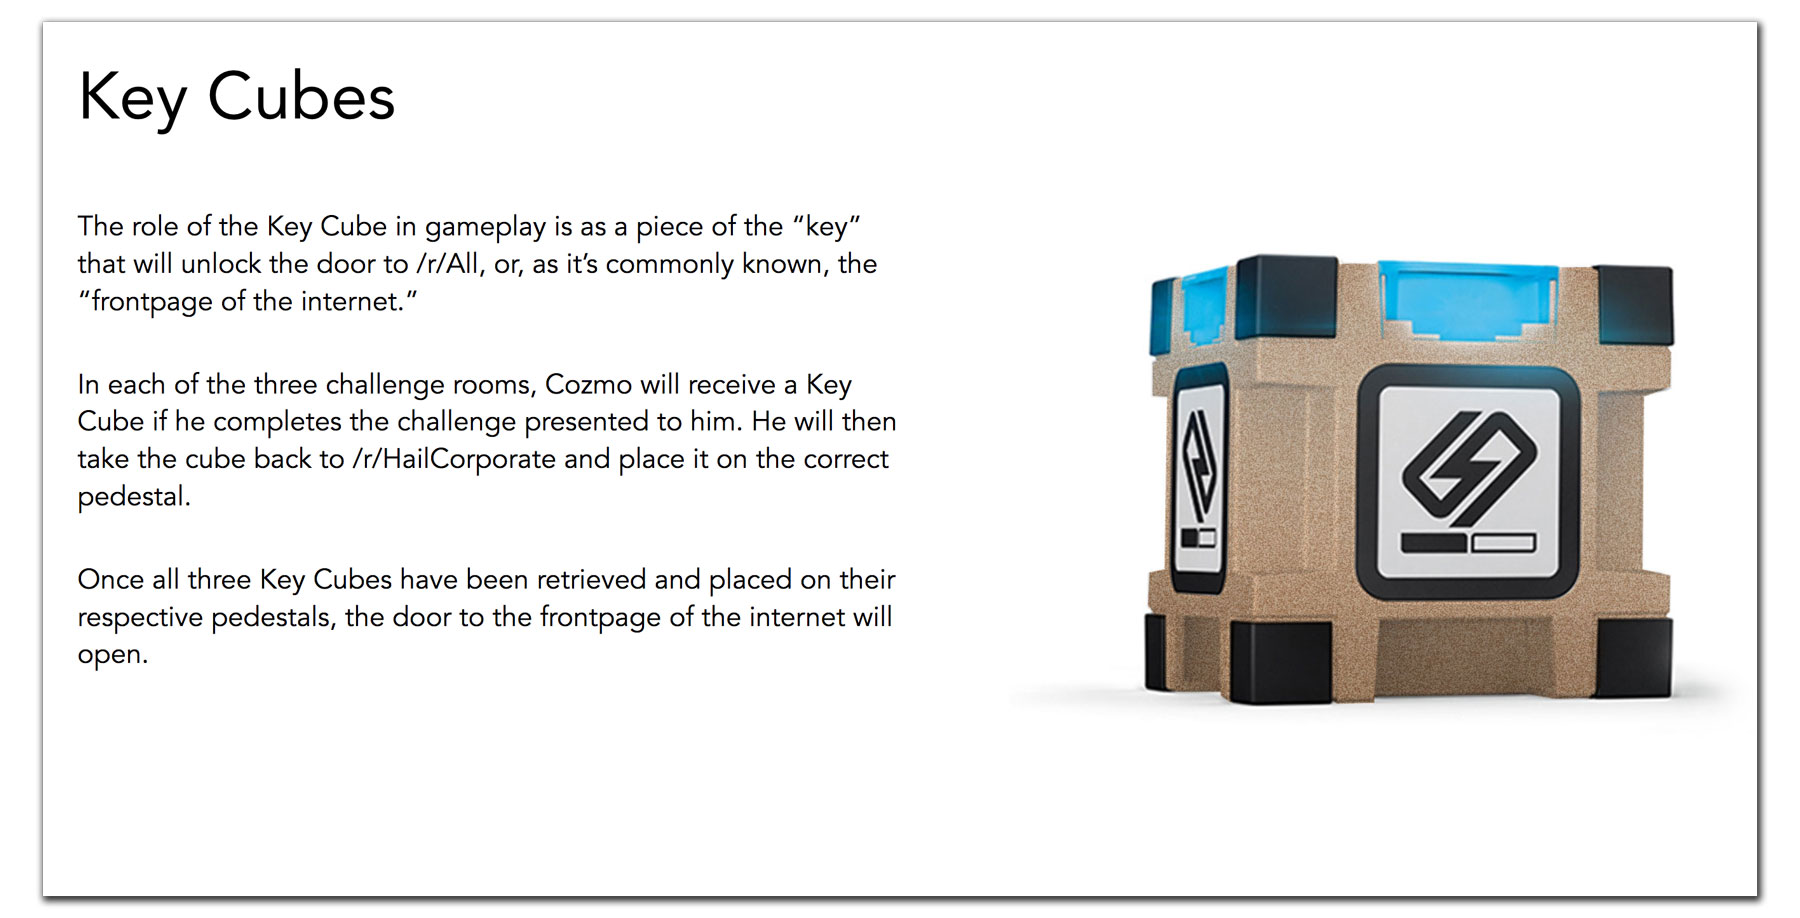 Key Cubes
The role of the Key Cube in gameplay is as a piece of the “key”
that will unlock the door to /r/All, or, as it’s commonly known, the
“frontpage of the internet.”
In each of the three challenge rooms, Cozmo will receive a Key
Cube if he completes the challenge presented to him. He will then
take the cube back to /r/HailCorporate and place it on the correct
pedestal.
Once all three Key Cubes have been retrieved and placed on their
respective pedestals, the door to the frontpage of the internet will
open.